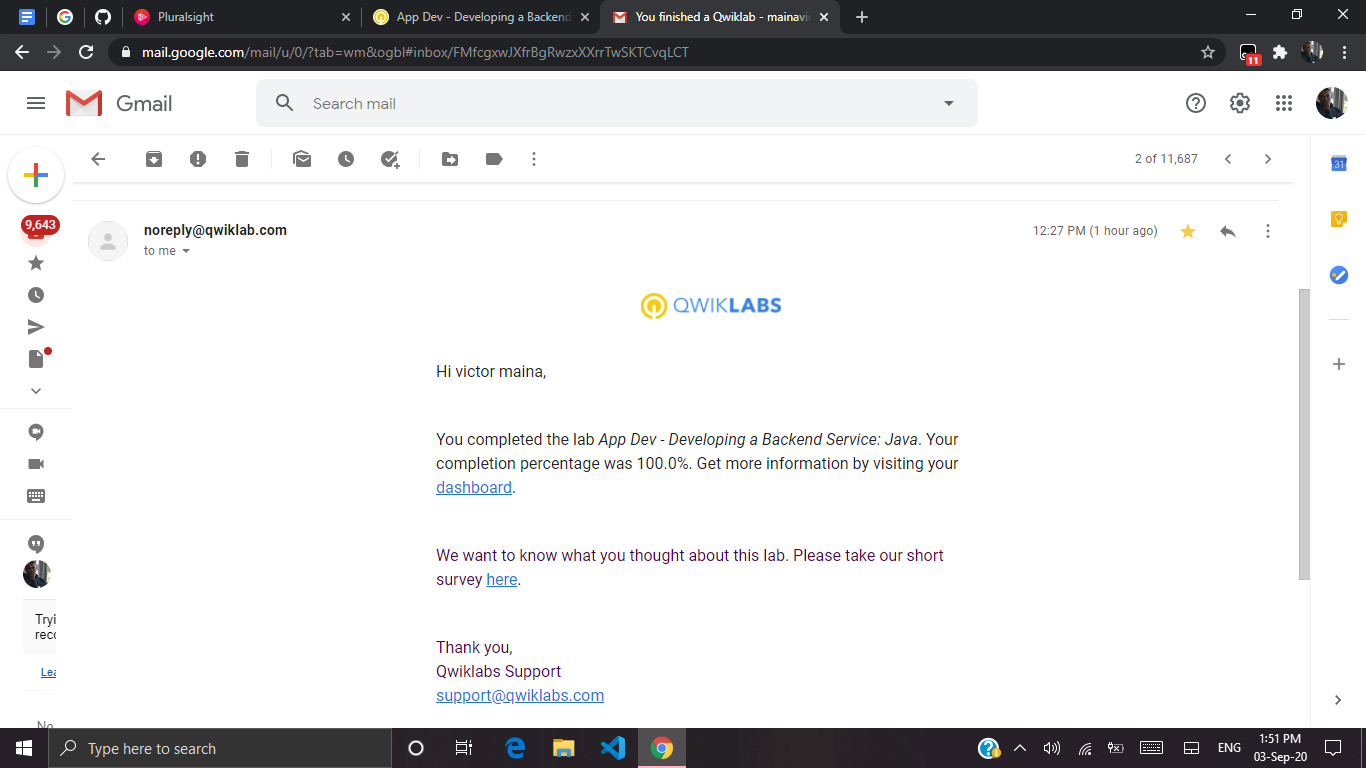 Pluralsight
App Dev - Developing a Backend
You finished a Qwiklab - mainavi
mail.google.com/mail/u/0/?tab=wm&ogbl#inbox/FMfcgxwJXfrBgRwzxXXrrTwSKTCvqLCT
11
Gmail
Search mail
2 of 11,687
31
9,643
noreply@qwiklab.com
12:27 PM (1 hour ago)
to me
QWIKLABS
Hi victor maina,
You completed the lab App Dev - Developing a Backend Service: Java. Your
completion percentage was 100.0%. Get more information by visiting your
dashboard.
We want to know what you thought about this lab. Please take our short
survey here.
Thank you,
Qwiklabs Support
support@qwiklabs.com
Tryi
reco
Lea
No
Type here to search
ENG
1:51 PM
03-Sep-20